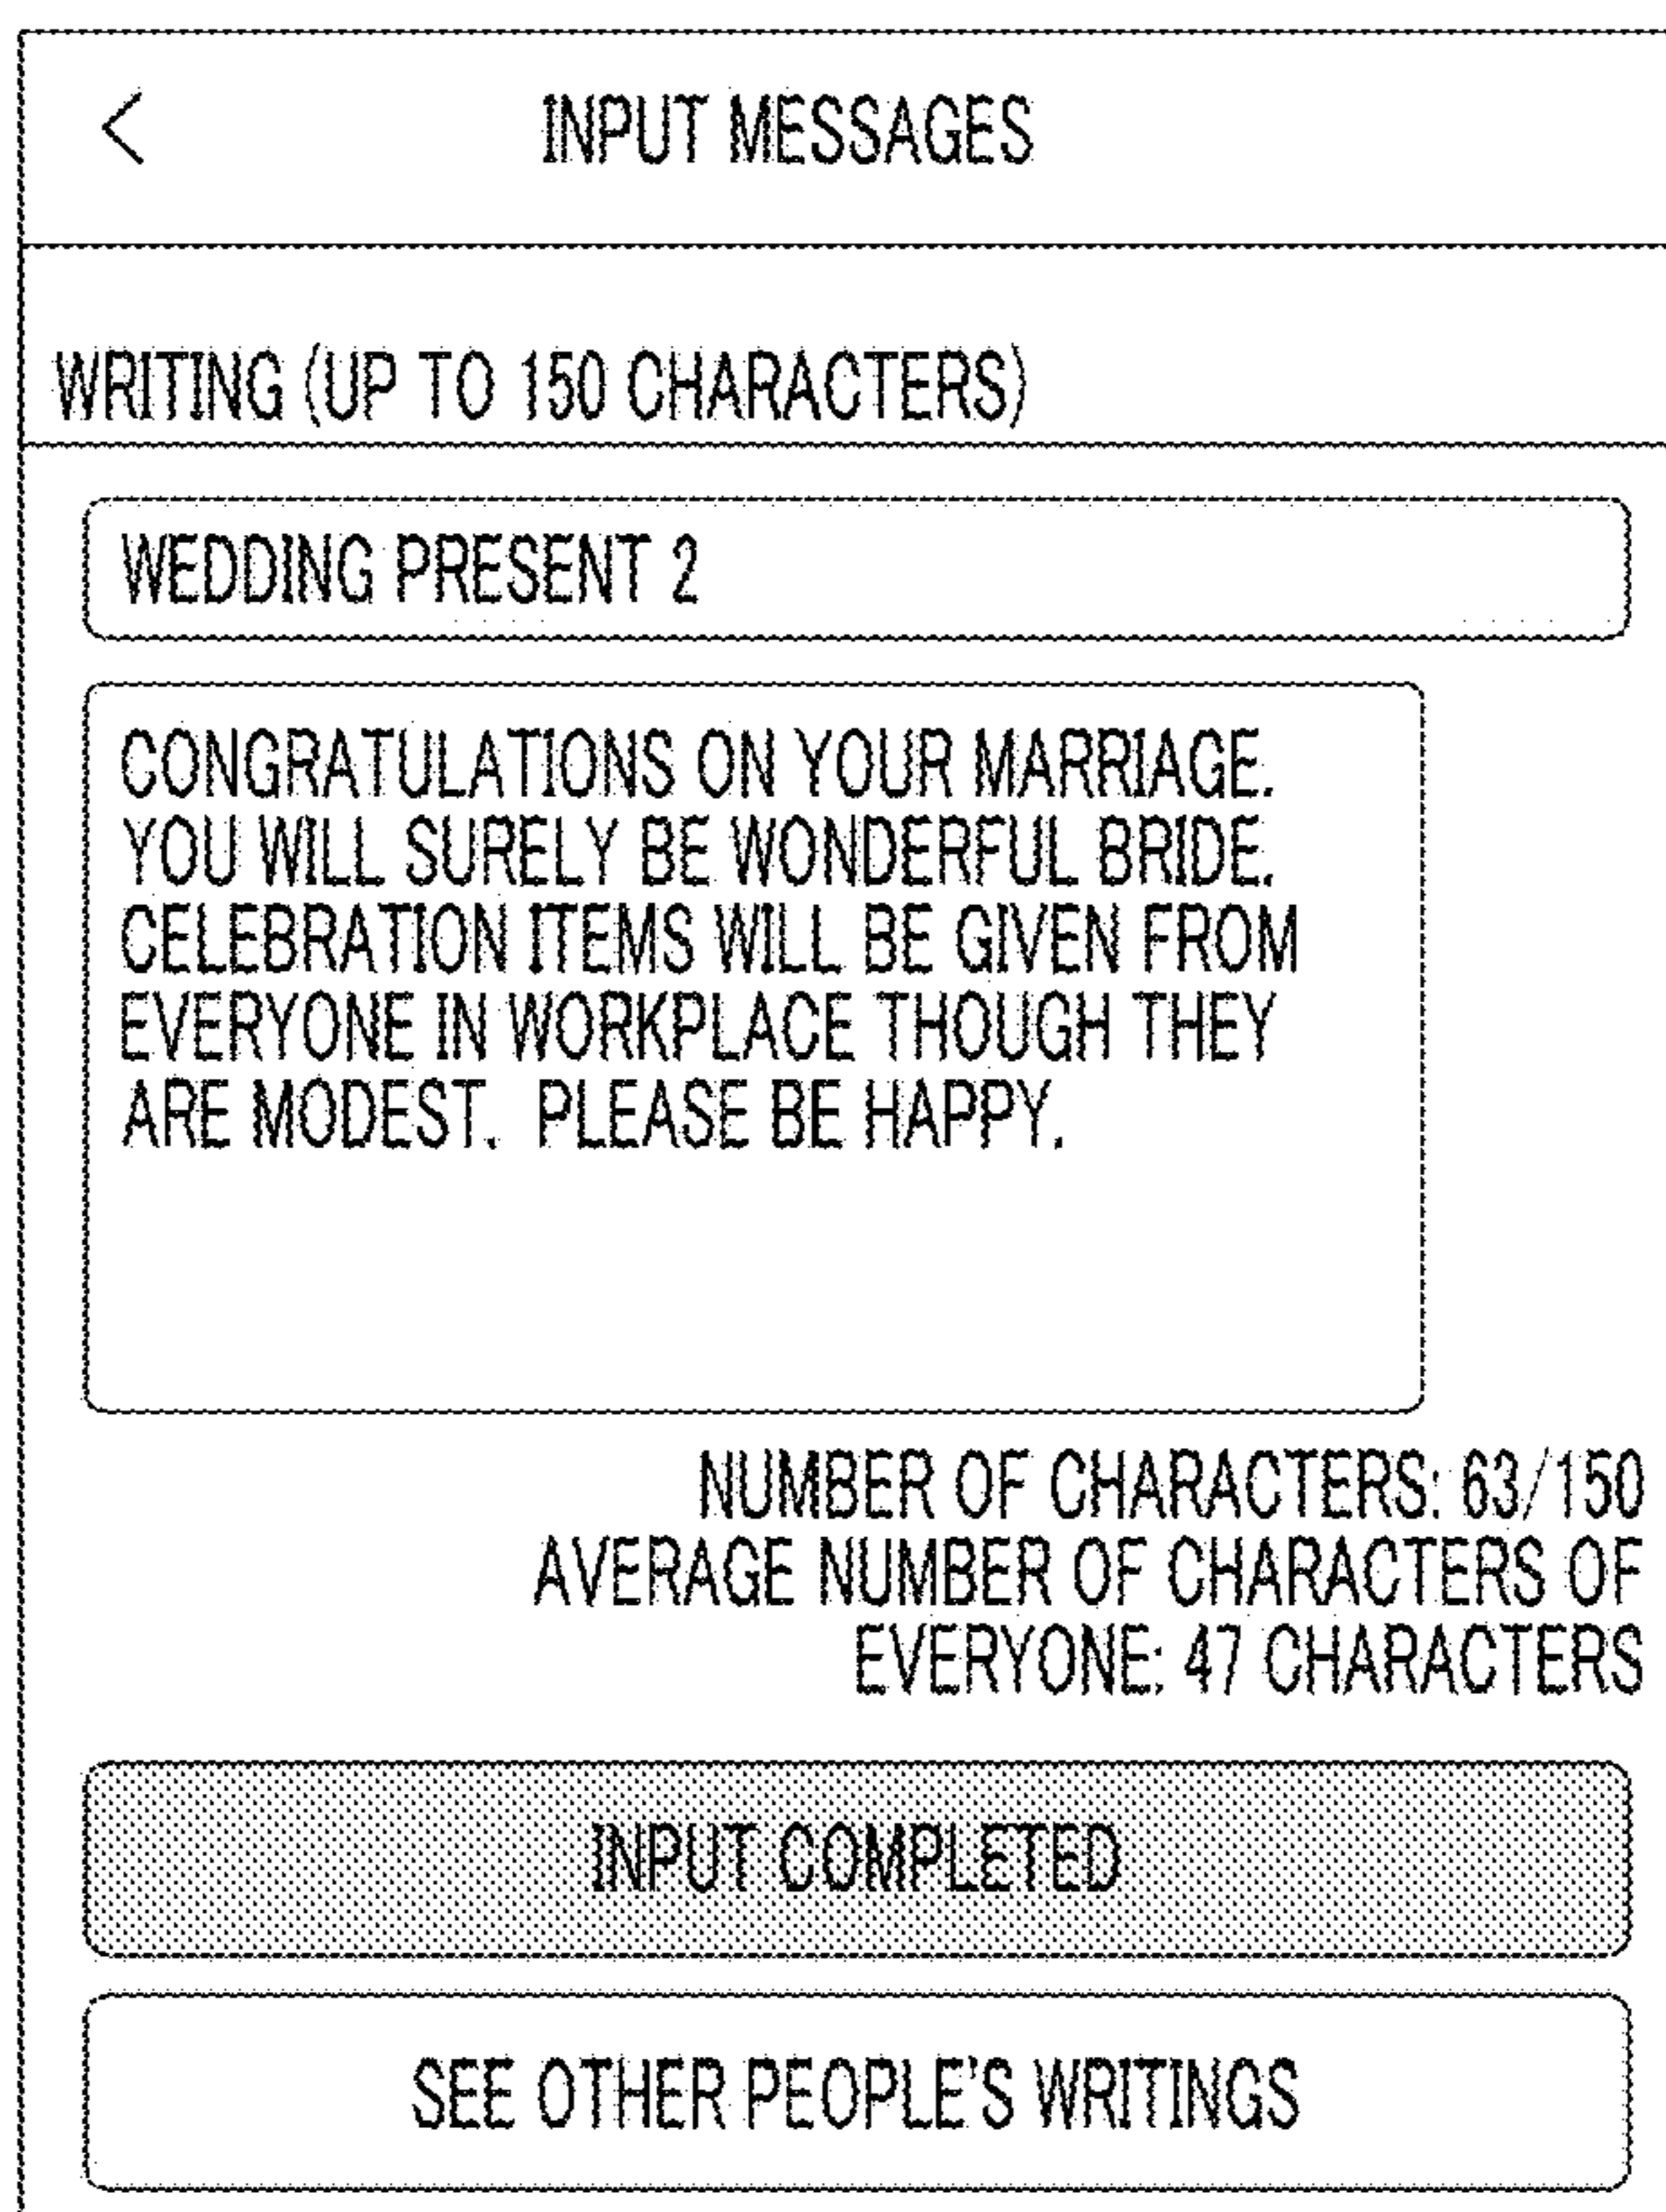 <
INPUT MESSAGES
WRITING (UP TO 150 CHARACTERS)
WEDDING PRESENT 2
CONGRATULATIONS ON YOUR MARRIAGE.
YOU WILL SURELY BE WONDERFUL BRIDE.
CELEBRATION ITEMS WILL BE GIVEN FROM
EVERYONE IN WORKPLACE THOUGH THEY
ARE MODEST.  PLEASE BE HAPPY.
NUMBER OF CHARACTERS: 63/150
AVERAGE NUMBER OF CHARACTERS OF
EVERYONE: 47 CHARACTERS
INPUT COMPLETED
SEE OTHER PEOPLE'S WRITINGS